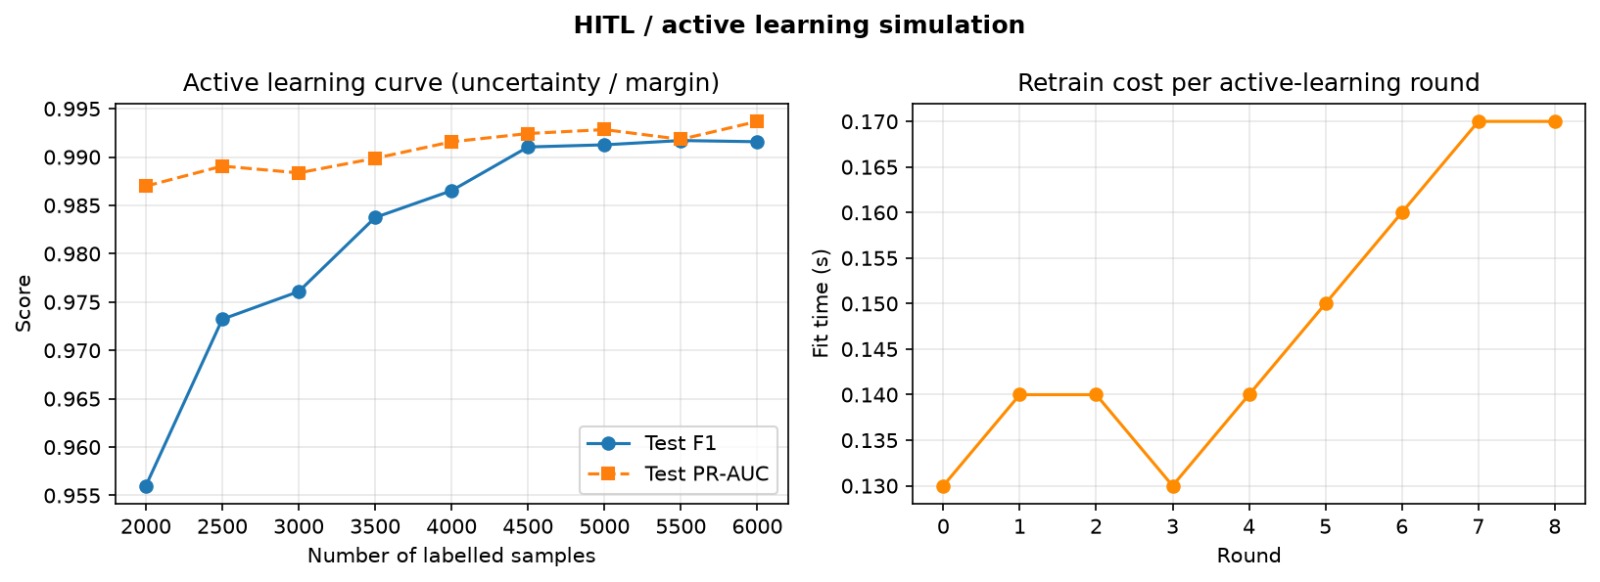 HITL / active learning simulation
Active learning curve (uncertainty / margin)
Score
0.995
0.990
0.985
0.980
0.975
0.970
0.965
0.960
0.955
Test F1
Test PR-AUC
2000 2500 3000 3500 4000 4500 5000 5500 6000
Number of labelled samples
Retrain cost per active-learning round
Fit time (s)
0.170
0.165
0.160
0.155
0.150
0.145
0.140
0.135
0.130
0 1 2 3 4 5 6 7 8
Round